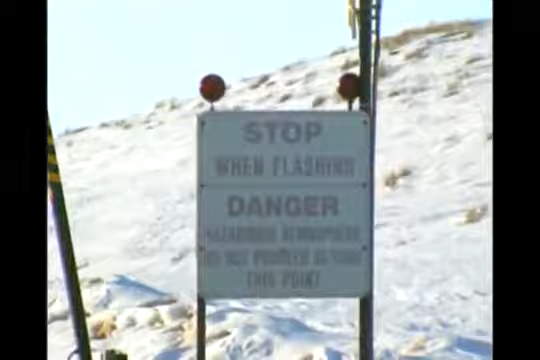 STOP
WHEN FLASHING
DANGER
HAZARDOUS ATMOSPHERE
DO NOT PROCEED BEYOND
THIS POINT